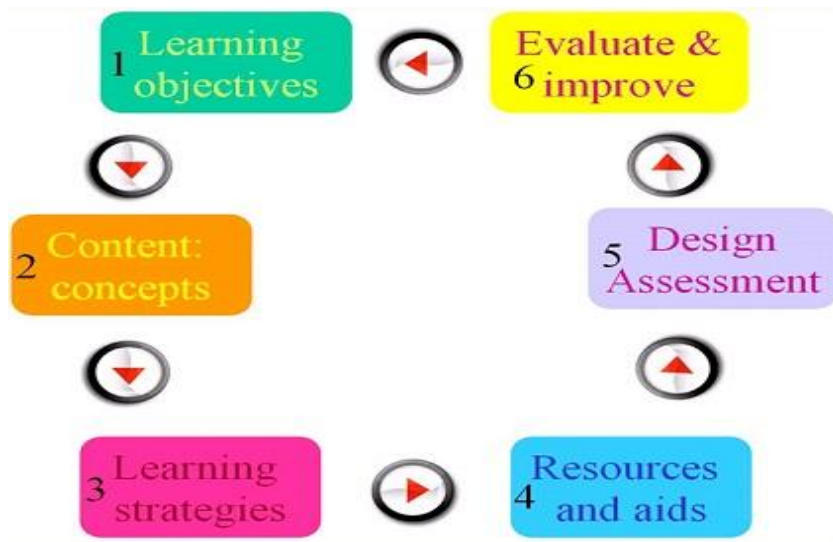 1 Learning
objectives
2 Content:
concepts
3 Learning
strategies
4 Resources
and aids
5 Design
Assessment
Evaluate &
6 improve